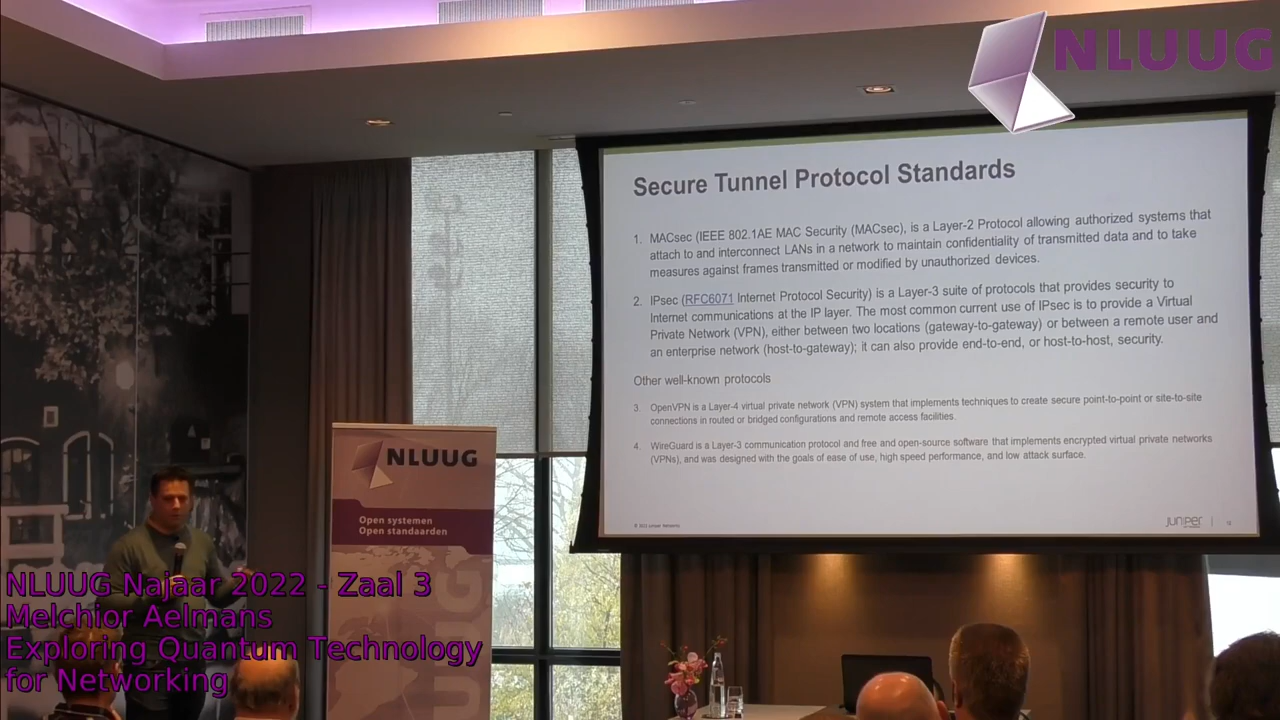 NLUUG
Secure Tunnel Protocol Standards
1. MACsec (IEEE 802.1AE MAC Security (MACsec), is a Layer-2 Protocol allowing authorized systems that
attach to and interconnect LANs in a network to maintain confidentiality of transmitted data and to take
measures against frames transmitted or modified by unauthorized devices.
2. IPsec (RFC6071 Internet Protocol Security) is a Layer-3 suite of protocols that provides security to
Internet communications at the IP layer. The most common current use of IPsec is to provide a Virtual
Private Network (VPN), either between two locations (gateway-to-gateway) or between a remote user and
an enterprise network (host-to-gateway); it can also provide end-to-end, or host-to-host, security.
Other well-known protocols
3. OpenVPN is a Layer-4 virtual private network (VPN) system that implements techniques to create secure point-to-point or site-to-site
connections in routed or bridged configurations and remote access facilities.
4. WireGuard is a Layer-3 communication protocol and free and open-source software that implements encrypted virtual private networks
(VPNs), and was designed with the goals of ease of use, high speed performance, and low attack surface.
© 2022 Juniper Networks
JUNIPER
NLUUG
Open systemen
Open standaarden
NLUUG Najaar 2022 - Zaal 3
Melchior Aelmans
Exploring Quantum Technology
for Networking